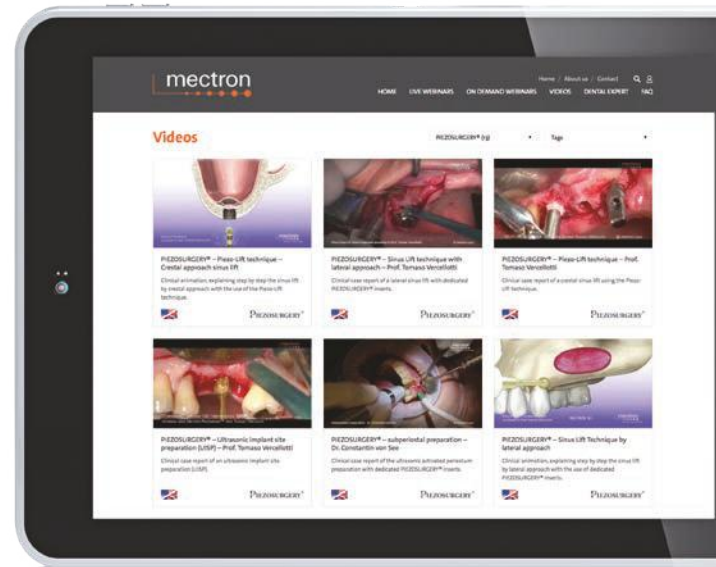 mectron
Home / About us / Contact
HOME LIVE WEBINARS ON DEMAND WEBINARS VIDEOS DENTAL EXPERT FAQ
Videos
PIEZOSURGERY®
Tags
PIEZOSURGERY® – Piezo-Lift technique –
Crestal approach sinus lift
Clinical animation, explaining step by step the sinus lift
by crestal approach with the use of the Piezo-Lift
technique.
PIEZOSURGERY®
PIEZOSURGERY® – Sinus Lift technique with
lateral approach – Prof. Tomaso Vercellotti
Clinical case report of a lateral sinus lift with dedicated
PIEZOSURGERY® inserts.
PIEZOSURGERY®
PIEZOSURGERY® – Piezo-Lift technique – Prof.
Tomaso Vercellotti
Clinical case report of a crestal sinus lift using the Piezo-
Lift technique.
PIEZOSURGERY®
PIEZOSURGERY® – Ultrasonic implant site
preparation (UISP) – Prof. Tomaso Vercellotti
Clinical case report of an ultrasonic implant site
preparation (UISP).
PIEZOSURGERY®
PIEZOSURGERY® – subperiostal preparation –
Dr. Constantin von See
Clinical case report of the ultrasonic activated periosteum
preparation with dedicated PIEZOSURGERY® inserts.
PIEZOSURGERY®
PIEZOSURGERY® – Sinus Lift Technique by
lateral approach
Clinical animation, explaining step by step the sinus lift
by lateral approach with the use of dedicated
PIEZOSURGERY® inserts.
PIEZOSURGERY®